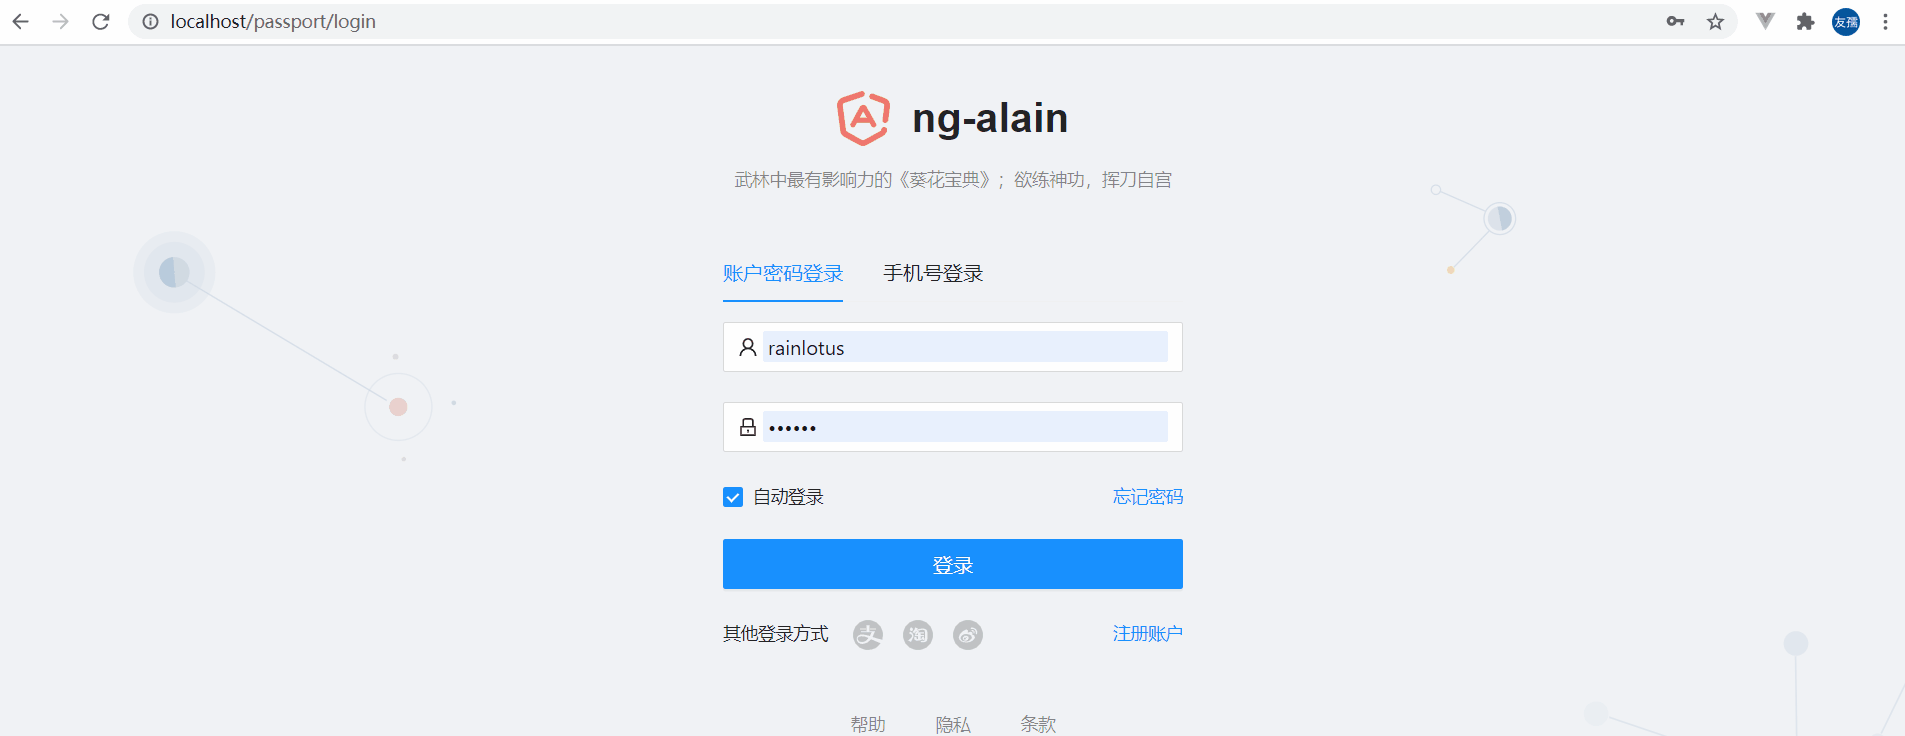 localhost/passport/login
友孺
ng-alain
武林中最有影响力的《葵花宝典》；欲练神功，挥刀自宫
账户密码登录 手机号登录
rainlotus
••••••
自动登录 忘记密码
登录
其他登录方式 支 淘 注册账户
帮助 隐私 条款